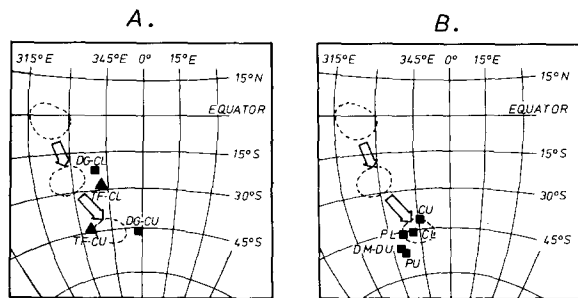 A.
315°E 345°E 0° 15°E
15°N
EQUATOR
15°S
DG-CL
TF-CL
30°S
DG-CU
TF-CU
45°S
B.
315°E 345°E 0° 15°E
15°N
EQUATOR
15°S
30°S
CU
PL CL
DM-DU
PU
45°S